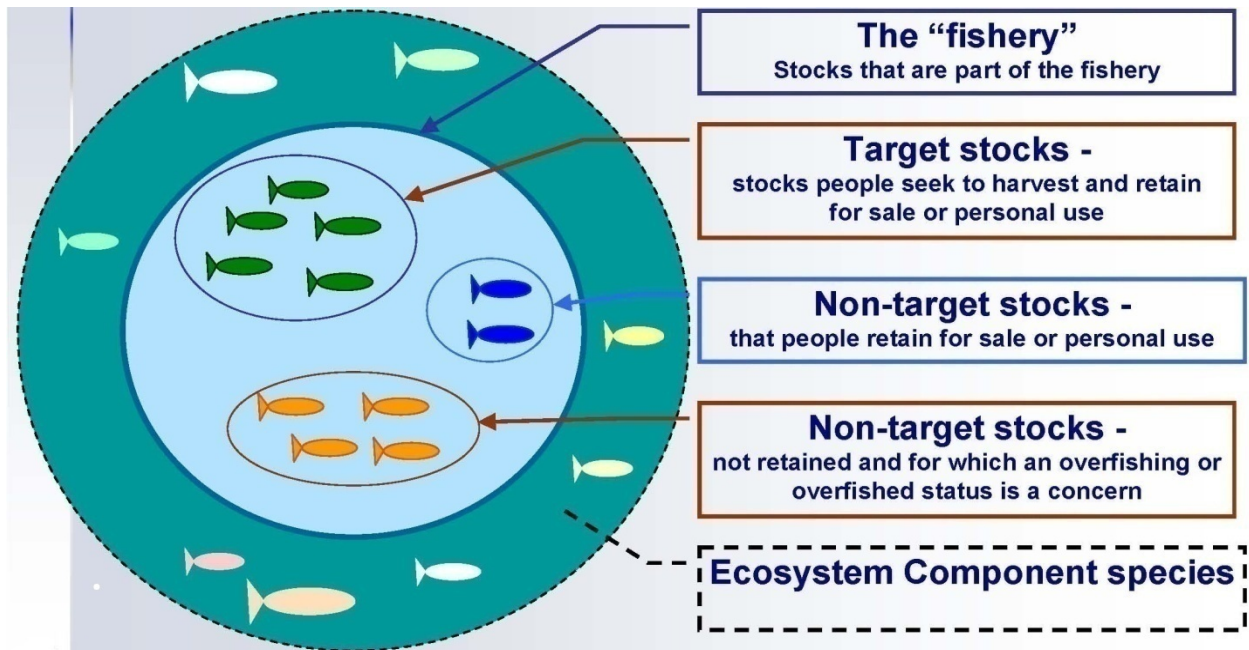 The “fishery”
Stocks that are part of the fishery
Target stocks -
stocks people seek to harvest and retain
for sale or personal use
Non-target stocks -
that people retain for sale or personal use
Non-target stocks -
not retained and for which an overfishing or
overfished status is a concern
Ecosystem Component species